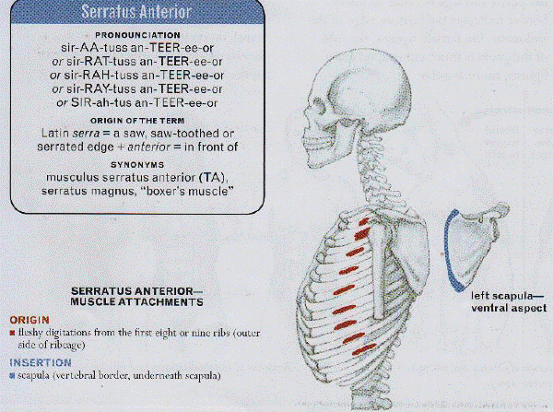 Serratus Anterior
PRONOUNCIATION
sir-AA-tuss an-TEER-ee-or
or sir-RAT-tuss an-TEER-ee-or
or sir-RAH-tuss an-TEER-ee-or
or sir-RAY-tuss an-TEER-ee-or
or SIR-ah-tus an-TEER-ee-or
ORIGIN OF THE TERM
Latin serra = a saw, saw-toothed or
serrated edge + anterior = in front of
SYNONYMS
musculus serratus anterior (TA),
serratus magnus, "boxer's muscle"
SERRATUS ANTERIOR—
MUSCLE ATTACHMENTS
ORIGIN
fleshy digitations from the first eight or nine ribs (outer
side of ribcage)
INSERTION
scapula (vertebral border, underneath scapula)
left scapula—
ventral aspect